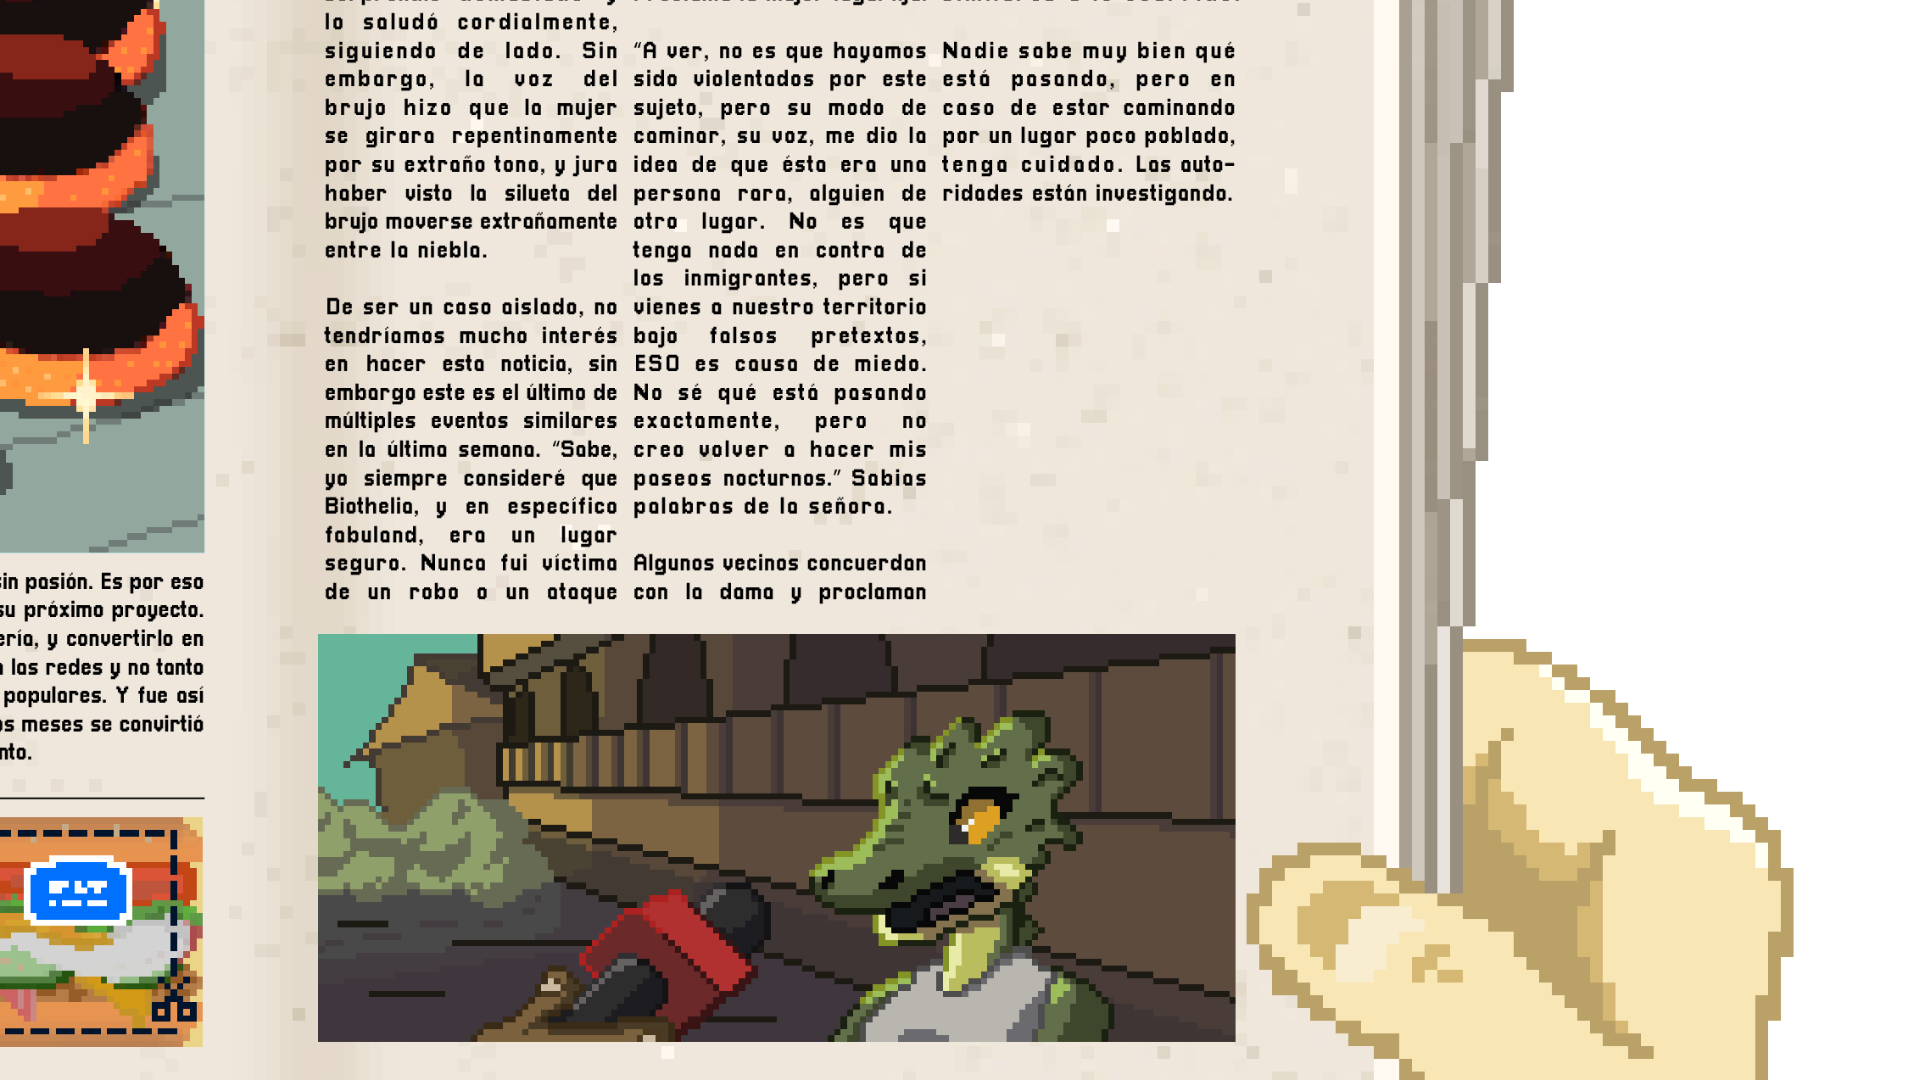 lo saludó cordialmente,
siguiendo de lado. Sin
embargo, la voz del
brujo hizo que la mujer
se girara repentinamente
por su extraño tono, y jura
haber visto la silueta del
brujo moverse extrañamente
entre la niebla.
De ser un caso aislado, no
tendríamos mucho interés
en hacer esta noticia, sin
embargo este es el último de
múltiples eventos similares
en la última semana. "Sabe,
yo siempre consideré que
Biothelia, y en específico
fabuland, era un lugar
seguro. Nunca fui víctima
de un robo o un ataque
"A ver, no es que hayamos
sido violentados por este
sujeto, pero su modo de
caminar, su voz, me dio la
idea de que ésta era una
persona rara, alguien de
otro lugar. No es que
tenga nada en contra de
los inmigrantes, pero si
vienes a nuestro territorio
bajo falsos pretextos,
ESO es causa de miedo.
No sé qué está pasando
exactamente, pero no
creo volver a hacer mis
paseos nocturnos." Sabias
palabras de la señora.
Algunos vecinos concuerdan
con la dama y proclaman
Nadie sabe muy bien qué
está pasando, pero en
caso de estar caminando
por un lugar poco poblado,
tenga cuidado. Las auto-
ridades están investigando.
sin pasión. Es por eso
su próximo proyecto.
ería, y convertirlo en
las redes y no tanto
populares. Y fue así
os meses se convirtió
nto.